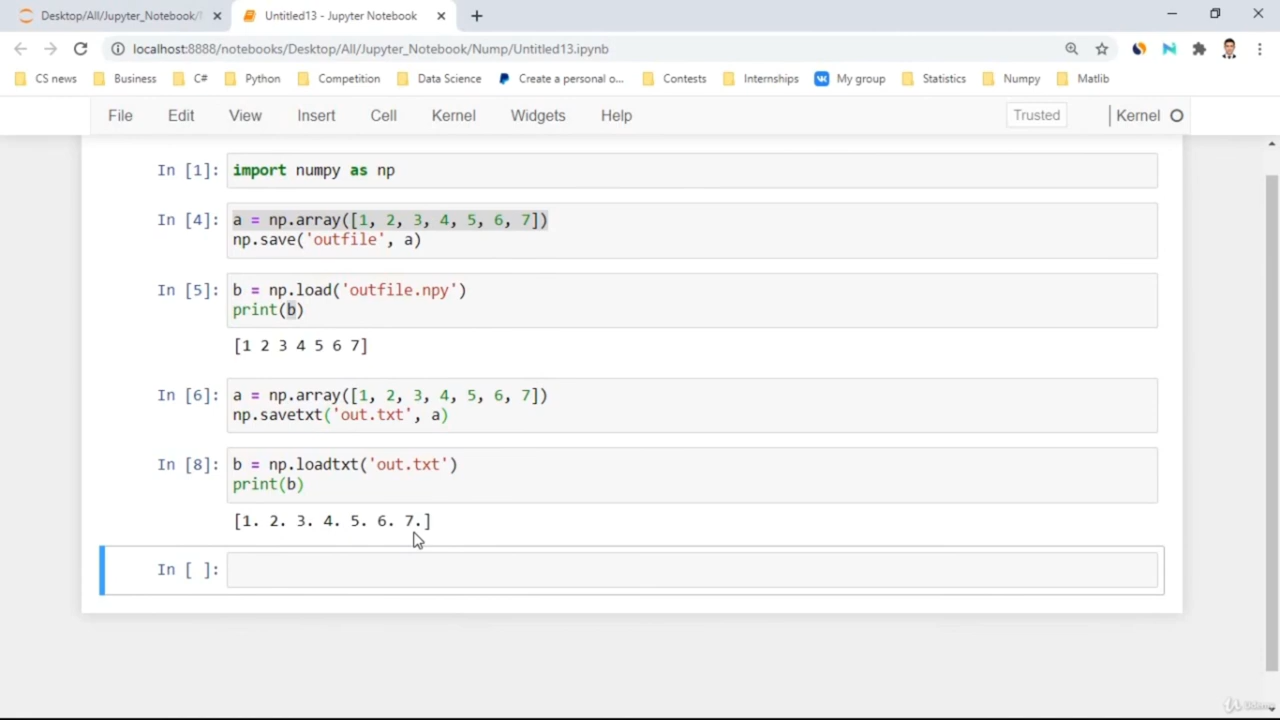 Desktop/All/Jupyter_Notebook/
Untitled13 - Jupyter Notebook
localhost:8888/notebooks/Desktop/All/Jupyter_Notebook/Nump/Untitled13.ipynb
CS news Business C# Python Competition Data Science Create a personal o... Contests Internships My group Statistics Numpy Matlib
File Edit View Insert Cell Kernel Widgets Help Trusted Kernel
In [1]: import numpy as np
In [4]: a = np.array([1, 2, 3, 4, 5, 6, 7])
np.save('outfile', a)
In [5]: b = np.load('outfile.npy')
print(b)
[1 2 3 4 5 6 7]
In [6]: a = np.array([1, 2, 3, 4, 5, 6, 7])
np.savetxt('out.txt', a)
In [8]: b = np.loadtxt('out.txt')
print(b)
[1. 2. 3. 4. 5. 6. 7.]
In [ ]:
Udemy